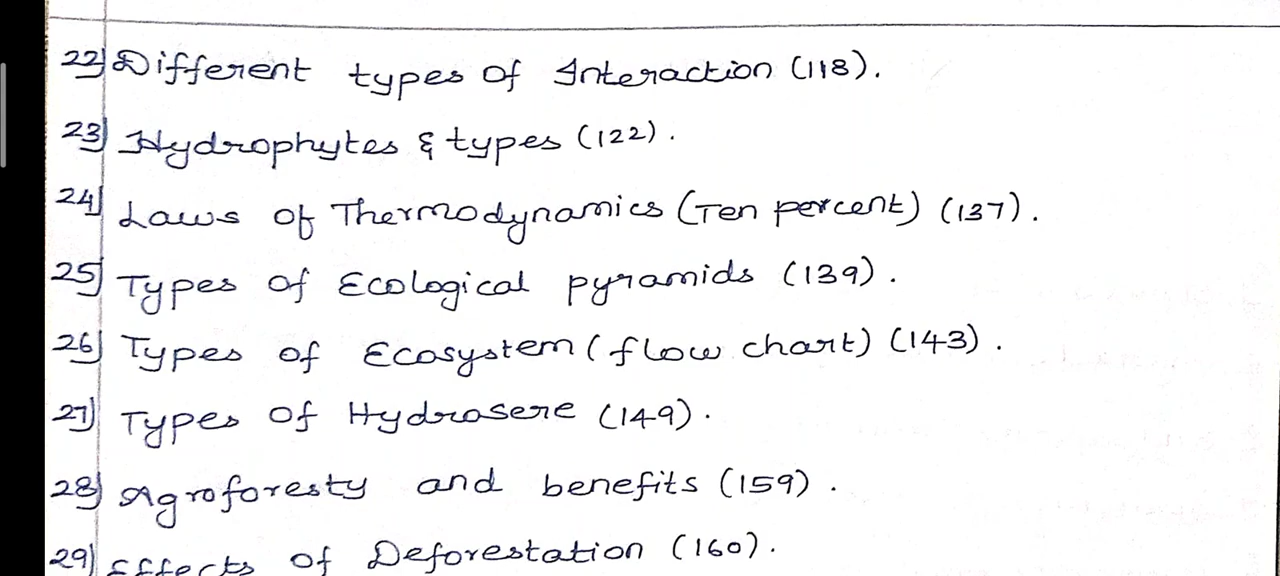 22) Different types of Interaction (118).
23) Hydrophytes & types (122).
24) Laws of Thermodynamics (Ten percent) (137).
25) Types of Ecological pyramids (139).
26) Types of Ecosystem (flow chart) (143).
27) Types of Hydrosere (149).
28) Agroforesty and benefits (159).
29) Effects of Deforestation (160).